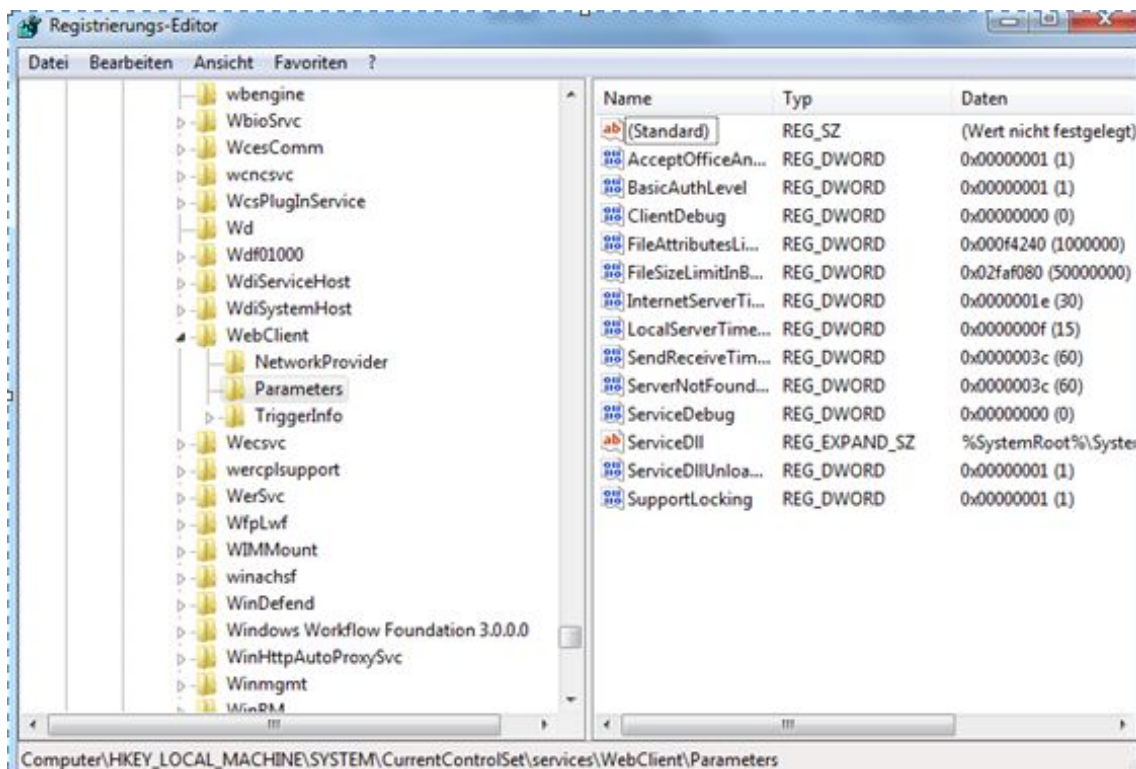 Registrierungs-Editor
Datei Bearbeiten Ansicht Favoriten ?
wbengine
WbioSrvc
WcesComm
wcncsvc
WcsPlugInService
Wd
Wdf01000
WdiServiceHost
WdiSystemHost
WebClient
NetworkProvider
Parameters
TriggerInfo
Wecsvc
wercplsupport
WerSvc
WfpLwf
WIMMount
winachsf
WinDefend
Windows Workflow Foundation 3.0.0.0
WinHttpAutoProxySvc
Winmgmt
WinRM
Name Typ Daten
(Standard) REG_SZ (Wert nicht festgelegt)
AcceptOfficeAn... REG_DWORD 0x00000001 (1)
BasicAuthLevel REG_DWORD 0x00000001 (1)
ClientDebug REG_DWORD 0x00000000 (0)
FileAttributesLi... REG_DWORD 0x000f4240 (1000000)
FileSizeLimitInB... REG_DWORD 0x02faf080 (50000000)
InternetServerTi... REG_DWORD 0x0000001e (30)
LocalServerTime... REG_DWORD 0x0000000f (15)
SendReceiveTim... REG_DWORD 0x0000003c (60)
ServerNotFound... REG_DWORD 0x0000003c (60)
ServiceDebug REG_DWORD 0x00000000 (0)
ServiceDll REG_EXPAND_SZ %SystemRoot%\System
ServiceDllUnloa... REG_DWORD 0x00000001 (1)
SupportLocking REG_DWORD 0x00000001 (1)
Computer\HKEY_LOCAL_MACHINE\SYSTEM\CurrentControlSet\services\WebClient\Parameters